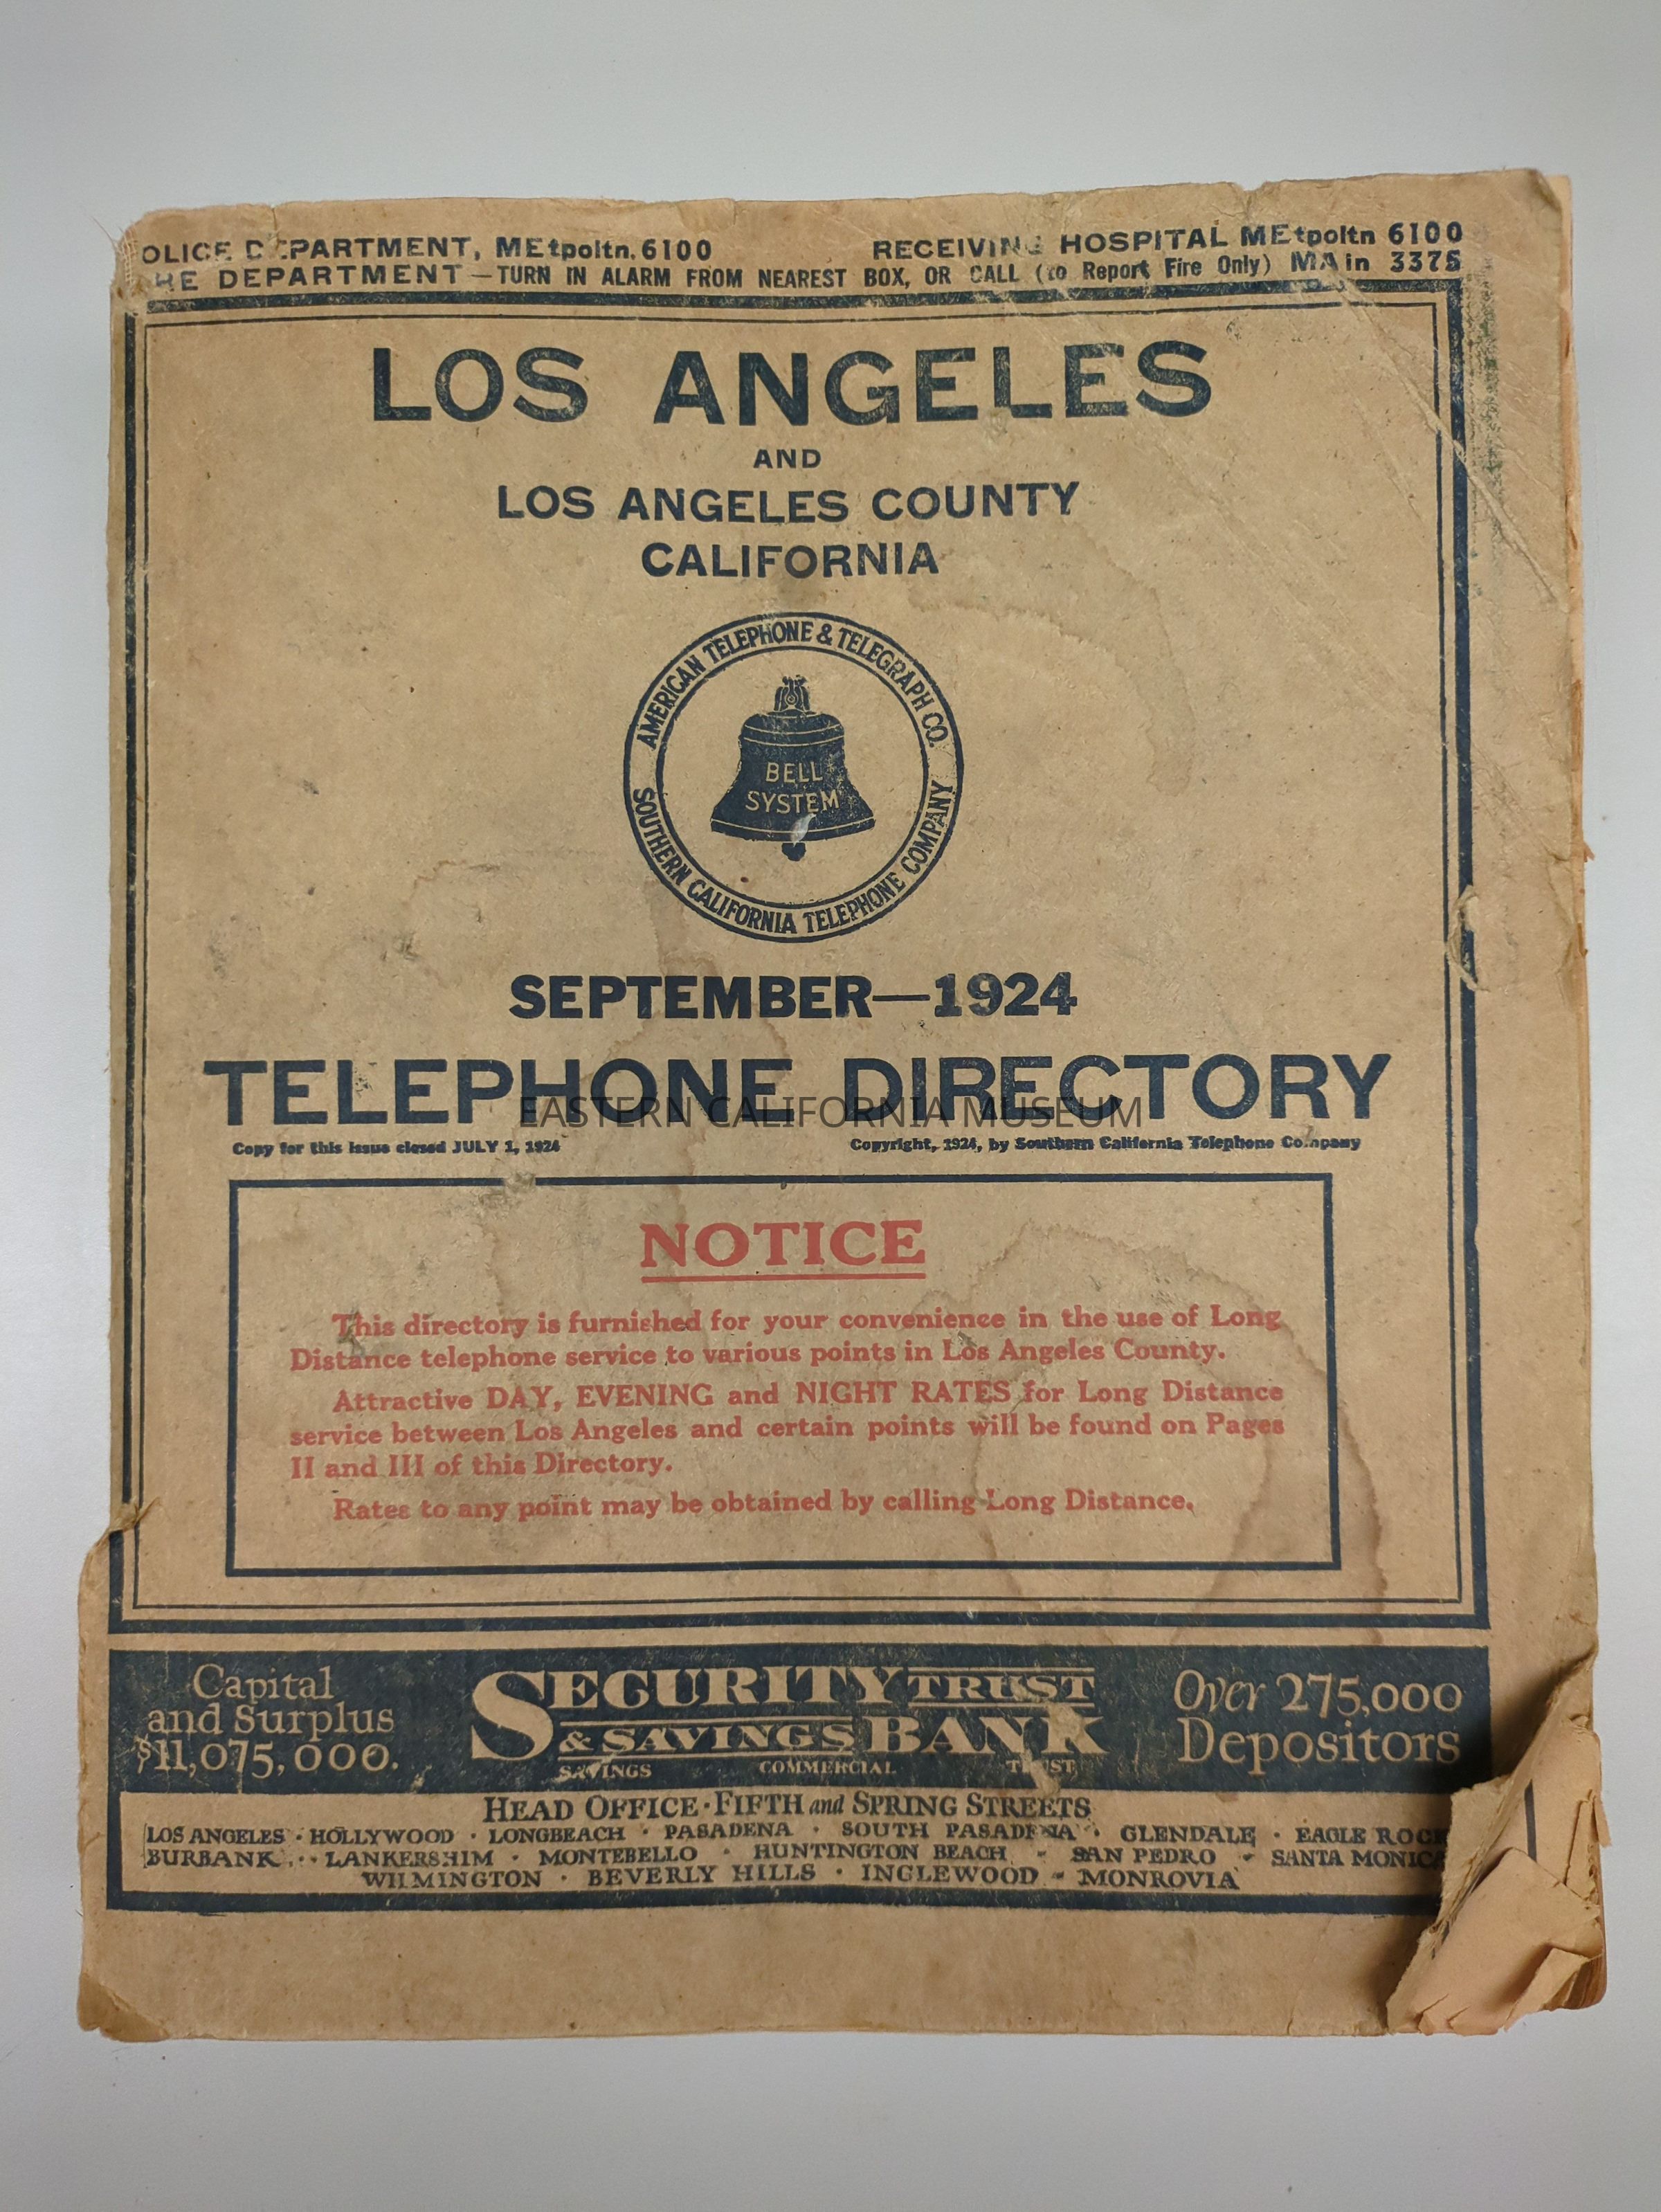 OLICE DEPARTMENT, MEtpoltn. 6100 RECEIVING HOSPITAL MEtpoltn 6100
RE DEPARTMENT—TURN IN ALARM FROM NEAREST BOX, OR CALL (to Report Fire Only) MAin 3375
LOS ANGELES
AND
LOS ANGELES COUNTY
CALIFORNIA
AMERICAN TELEPHONE & TELEGRAPH CO.
BELL
SYSTEM
SOUTHERN CALIFORNIA TELEPHONE COMPANY
SEPTEMBER—1924
TELEPHONE DIRECTORY
EASTERN CALIFORNIA MUSEUM
Copy for this issue closed JULY 1, 1924 Copyright, 1924, by Southern California Telephone Company
NOTICE
This directory is furnished for your convenience in the use of Long
Distance telephone service to various points in Los Angeles County.
Attractive DAY, EVENING and NIGHT RATES for Long Distance
service between Los Angeles and certain points will be found on Pages
II and III of this Directory.
Rates to any point may be obtained by calling Long Distance.
Capital
and Surplus
$11,075,000.
SECURITY TRUST
& SAVINGS BANK
SAVINGS COMMERCIAL TRUST
Over 275,000
Depositors
HEAD OFFICE · FIFTH and SPRING STREETS
LOS ANGELES · HOLLYWOOD · LONGBEACH · PASADENA · SOUTH PASADENA · GLENDALE · EAGLE ROCK
BURBANK · LANKERSHIM · MONTEBELLO · HUNTINGTON BEACH · SAN PEDRO · SANTA MONICA
WILMINGTON · BEVERLY HILLS · INGLEWOOD · MONROVIA